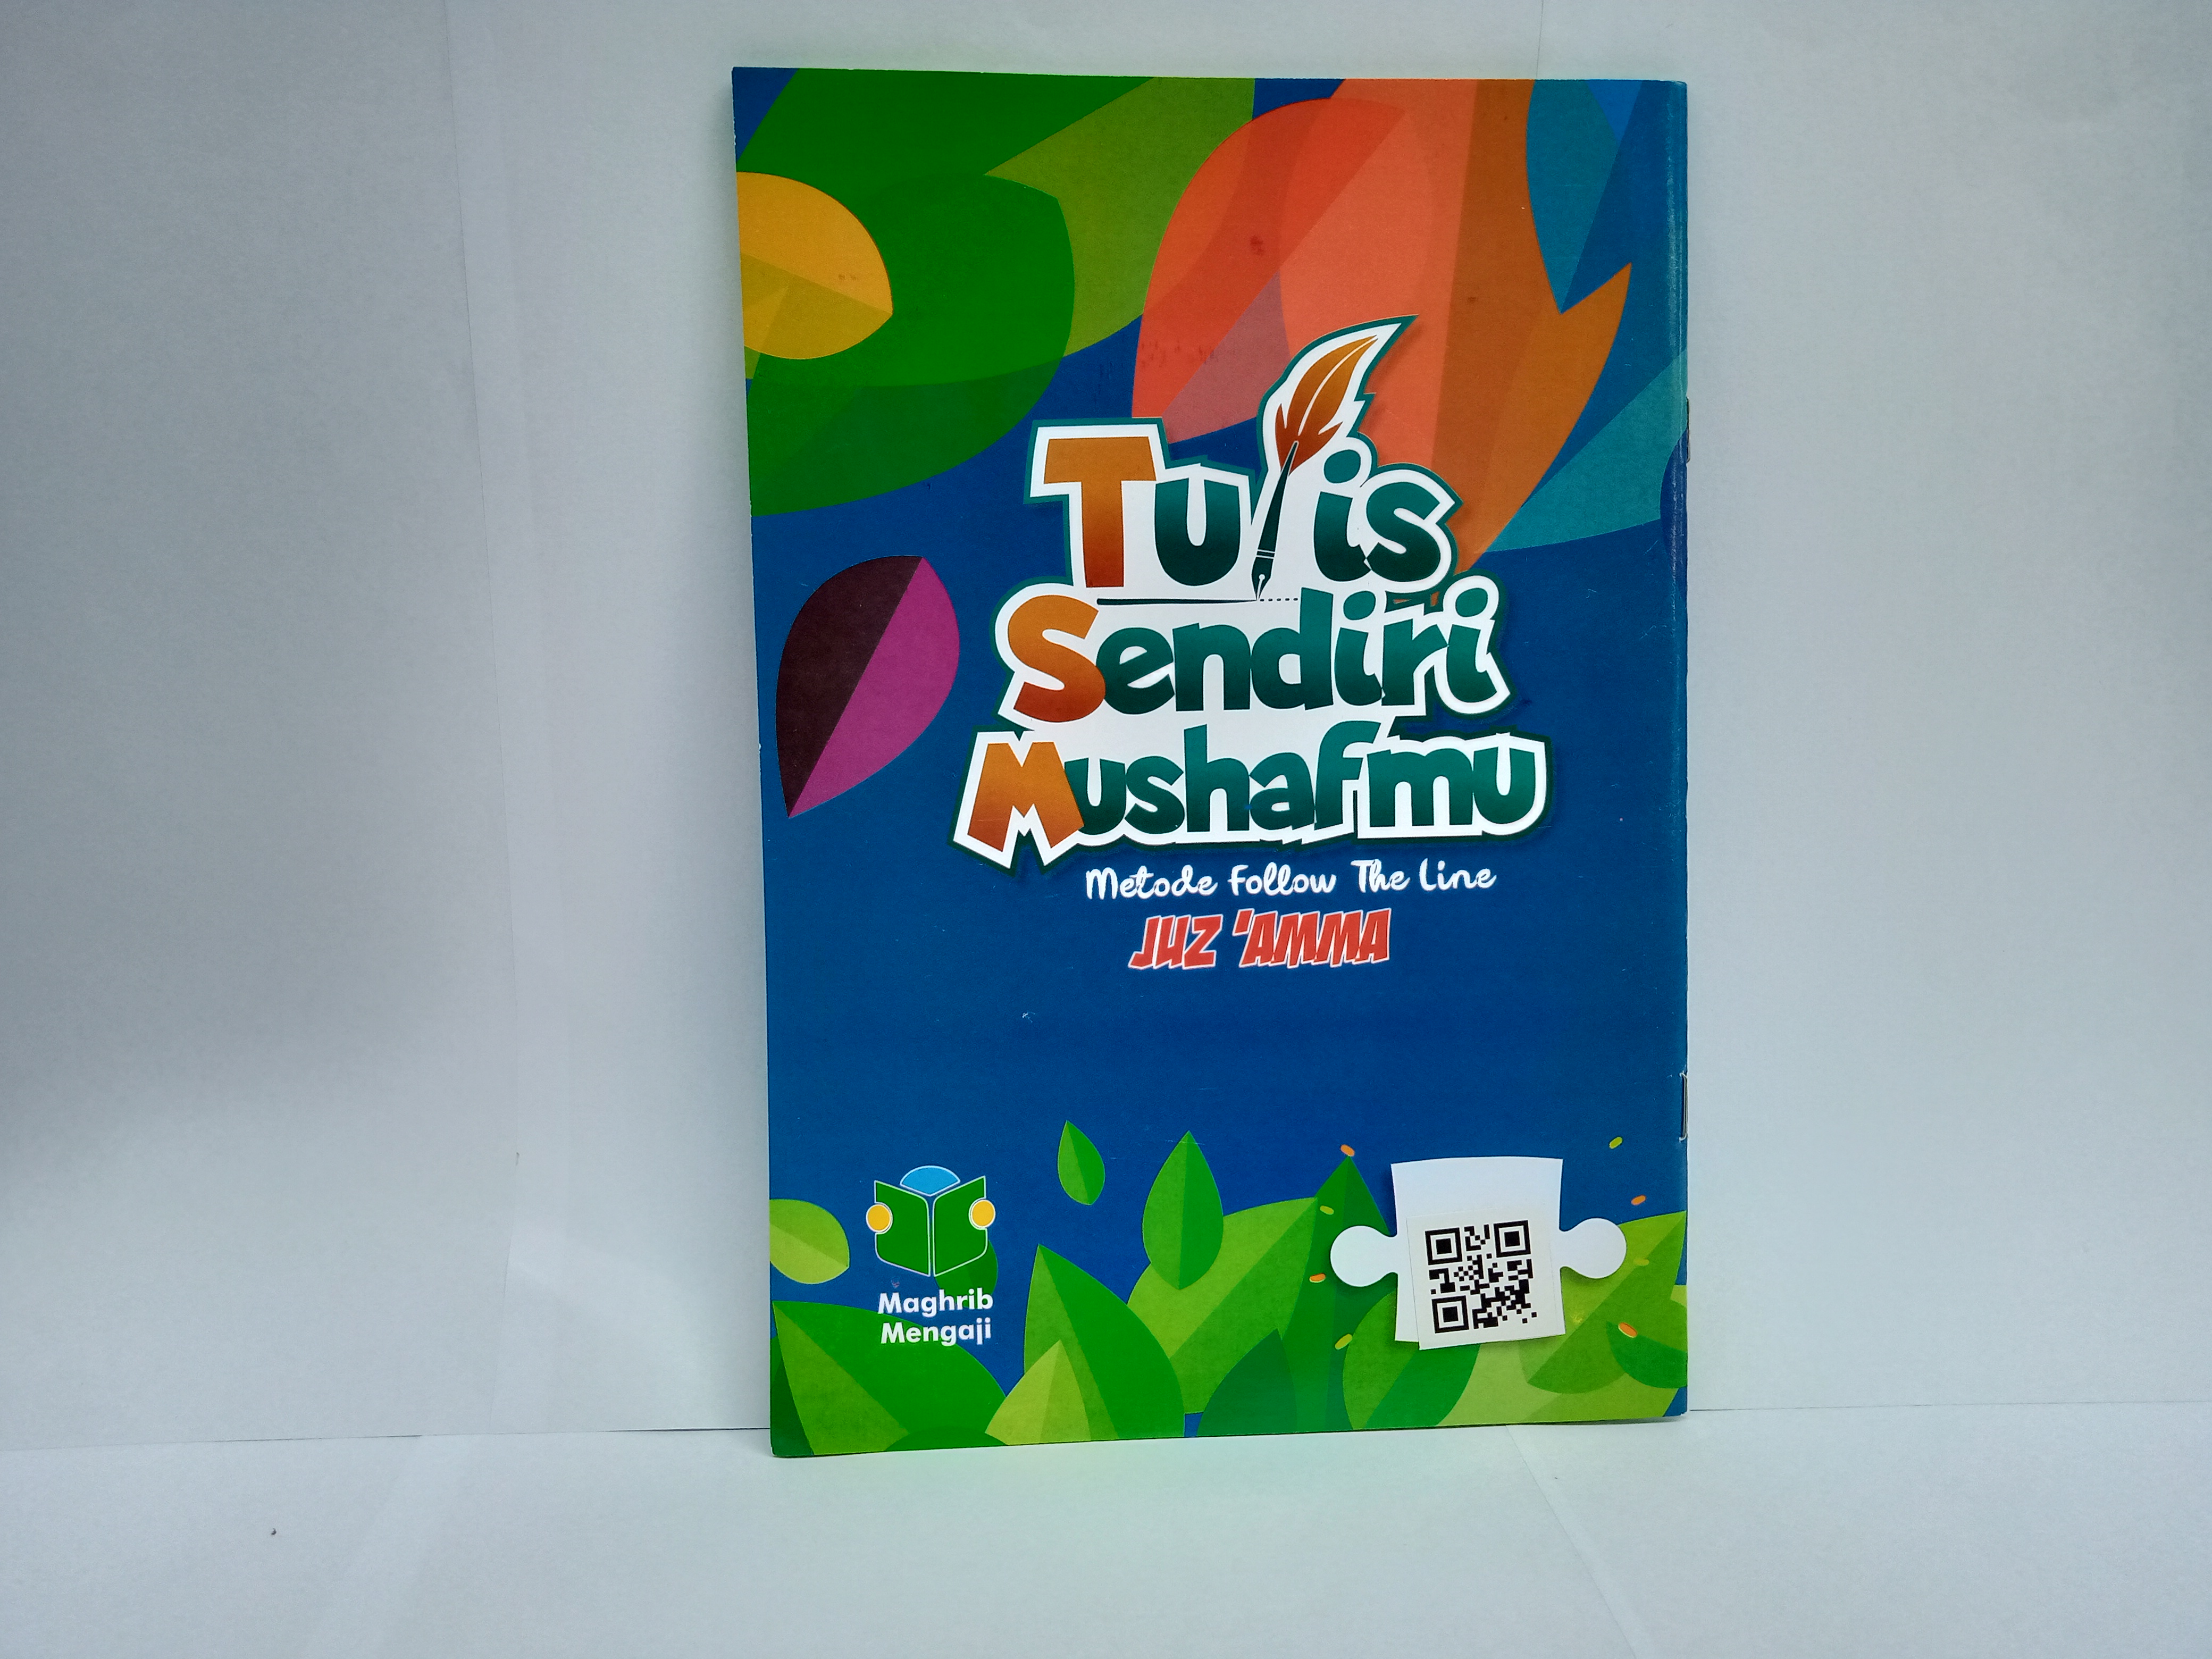 Tulis
Sendiri
Mushafmu
Metode Follow The Line
JUZ 'AMMA
Maghrib
Mengaji